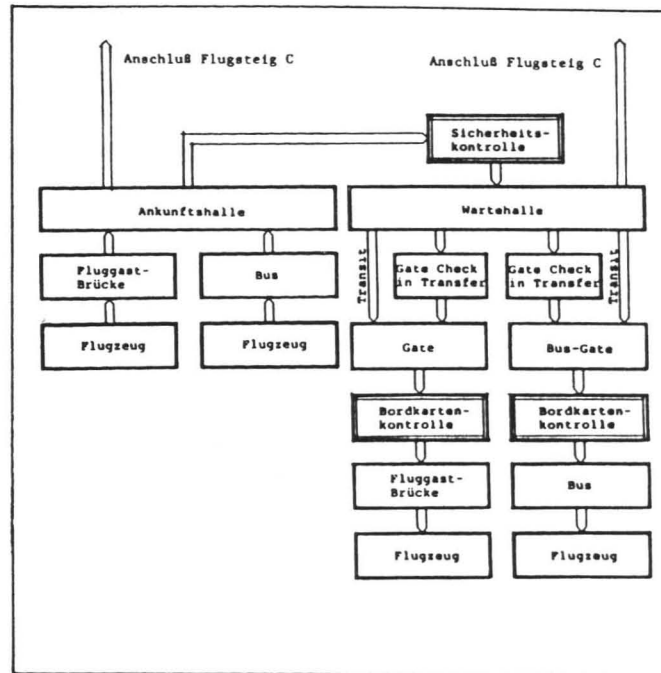 Anschluß Flugsteig C
Anschluß Flugsteig C
Sicherheits-
kontrolle
Ankunftshalle
Wartehalle
Fluggast-
Brücke
Bus
Transit
Gate Check
in Transfer
Gate Check
in Transfer
Transit
Flugzeug
Flugzeug
Gate
Bus-Gate
Bordkarten-
kontrolle
Bordkarten-
kontrolle
Fluggast-
Brücke
Bus
Flugzeug
Flugzeug